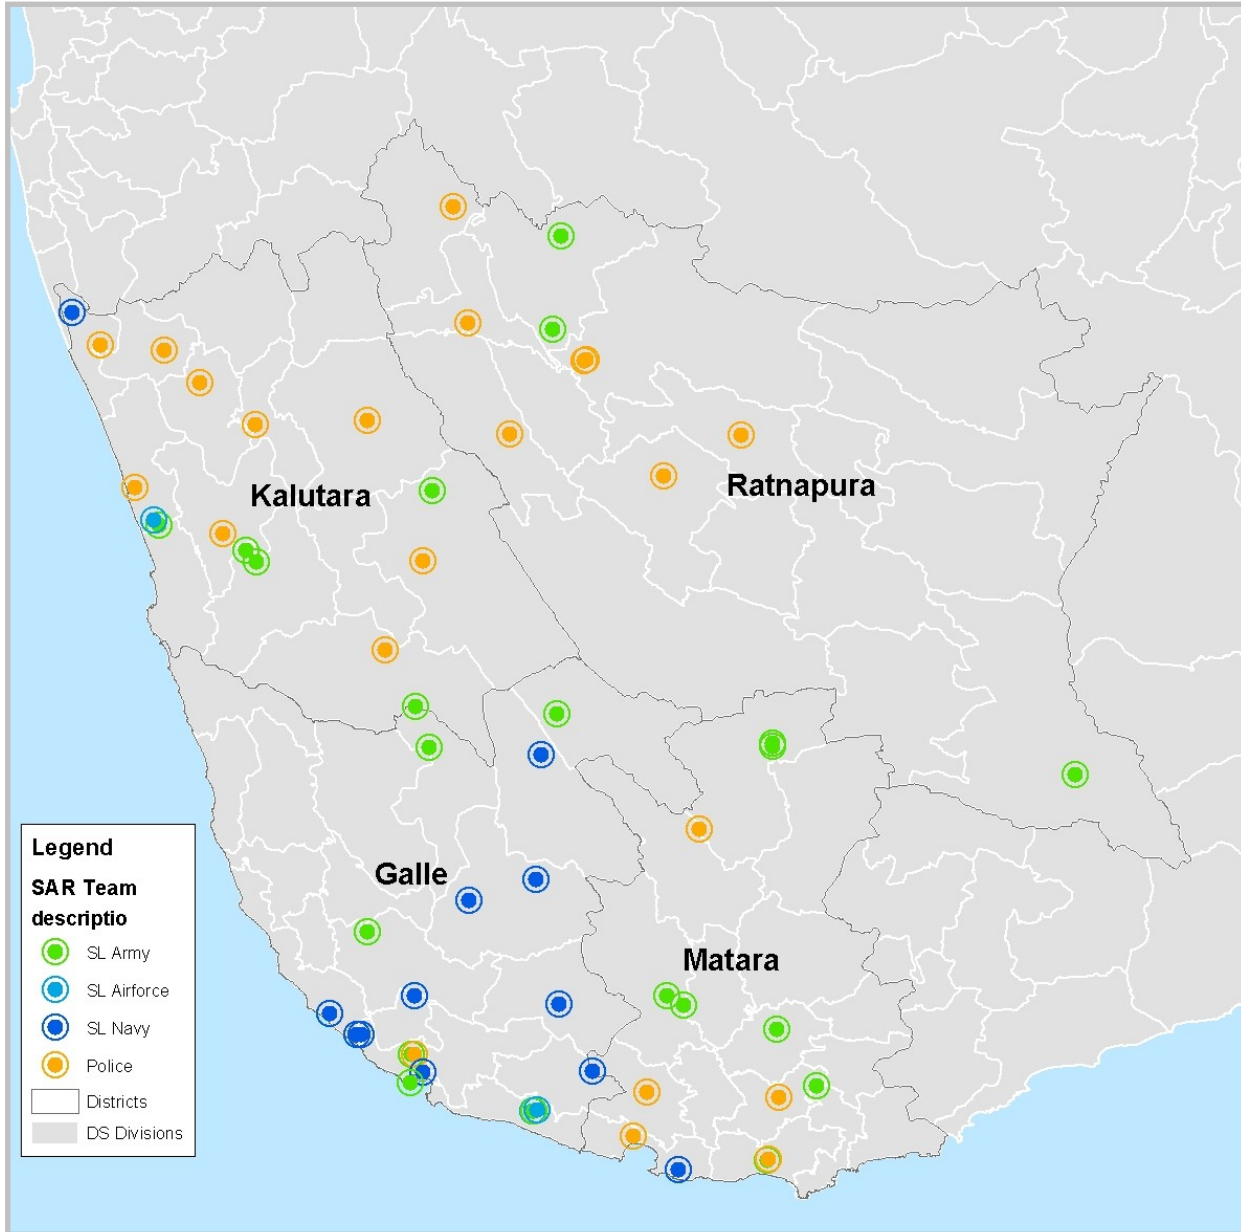 Kalutara
Ratnapura
Galle
Matara
Legend
SAR Team
descriptio
SL Army
SL Airforce
SL Navy
Police
Districts
DS Divisions